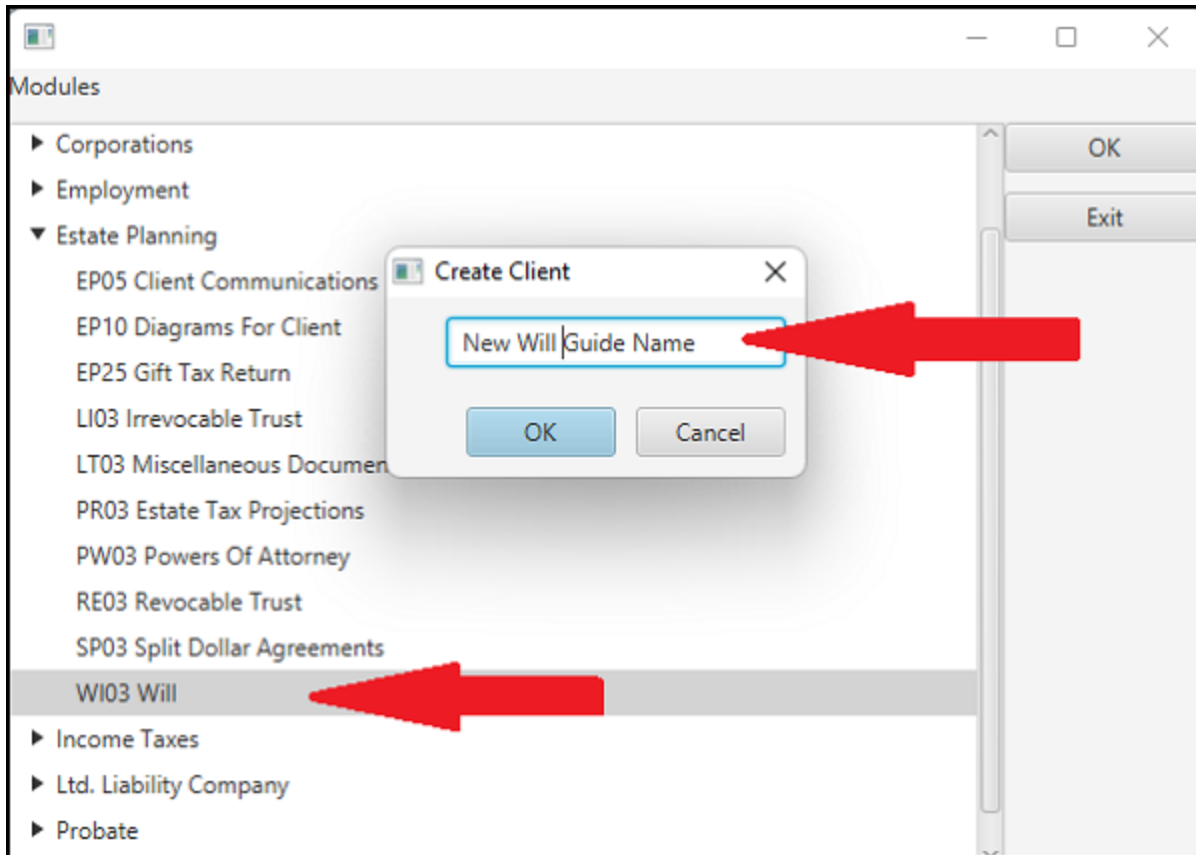 Modules
Corporations
Employment
Estate Planning
EP05 Client Communications
EP10 Diagrams For Client
EP25 Gift Tax Return
LI03 Irrevocable Trust
LT03 Miscellaneous Documen
PR03 Estate Tax Projections
PW03 Powers Of Attorney
RE03 Revocable Trust
SP03 Split Dollar Agreements
WI03 Will
Income Taxes
Ltd. Liability Company
Probate
Create Client
New Will Guide Name
OK Cancel
OK
Exit